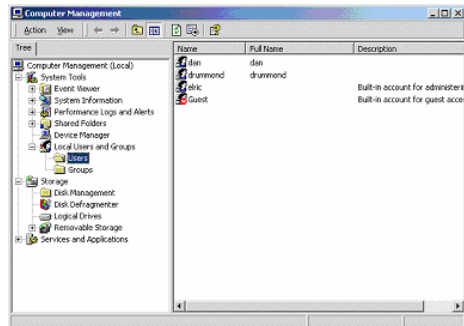 Computer Management
Action View
Tree
Name Full Name Description
Computer Management (Local)
System Tools
Event Viewer
System Information
Performance Logs and Alerts
Shared Folders
Device Manager
Local Users and Groups
Users
Groups
Storage
Disk Management
Disk Defragmenter
Logical Drives
Removable Storage
Services and Applications
dan dan
drummond drummond
elric Built-in account for administerin
Guest Built-in account for guest acce